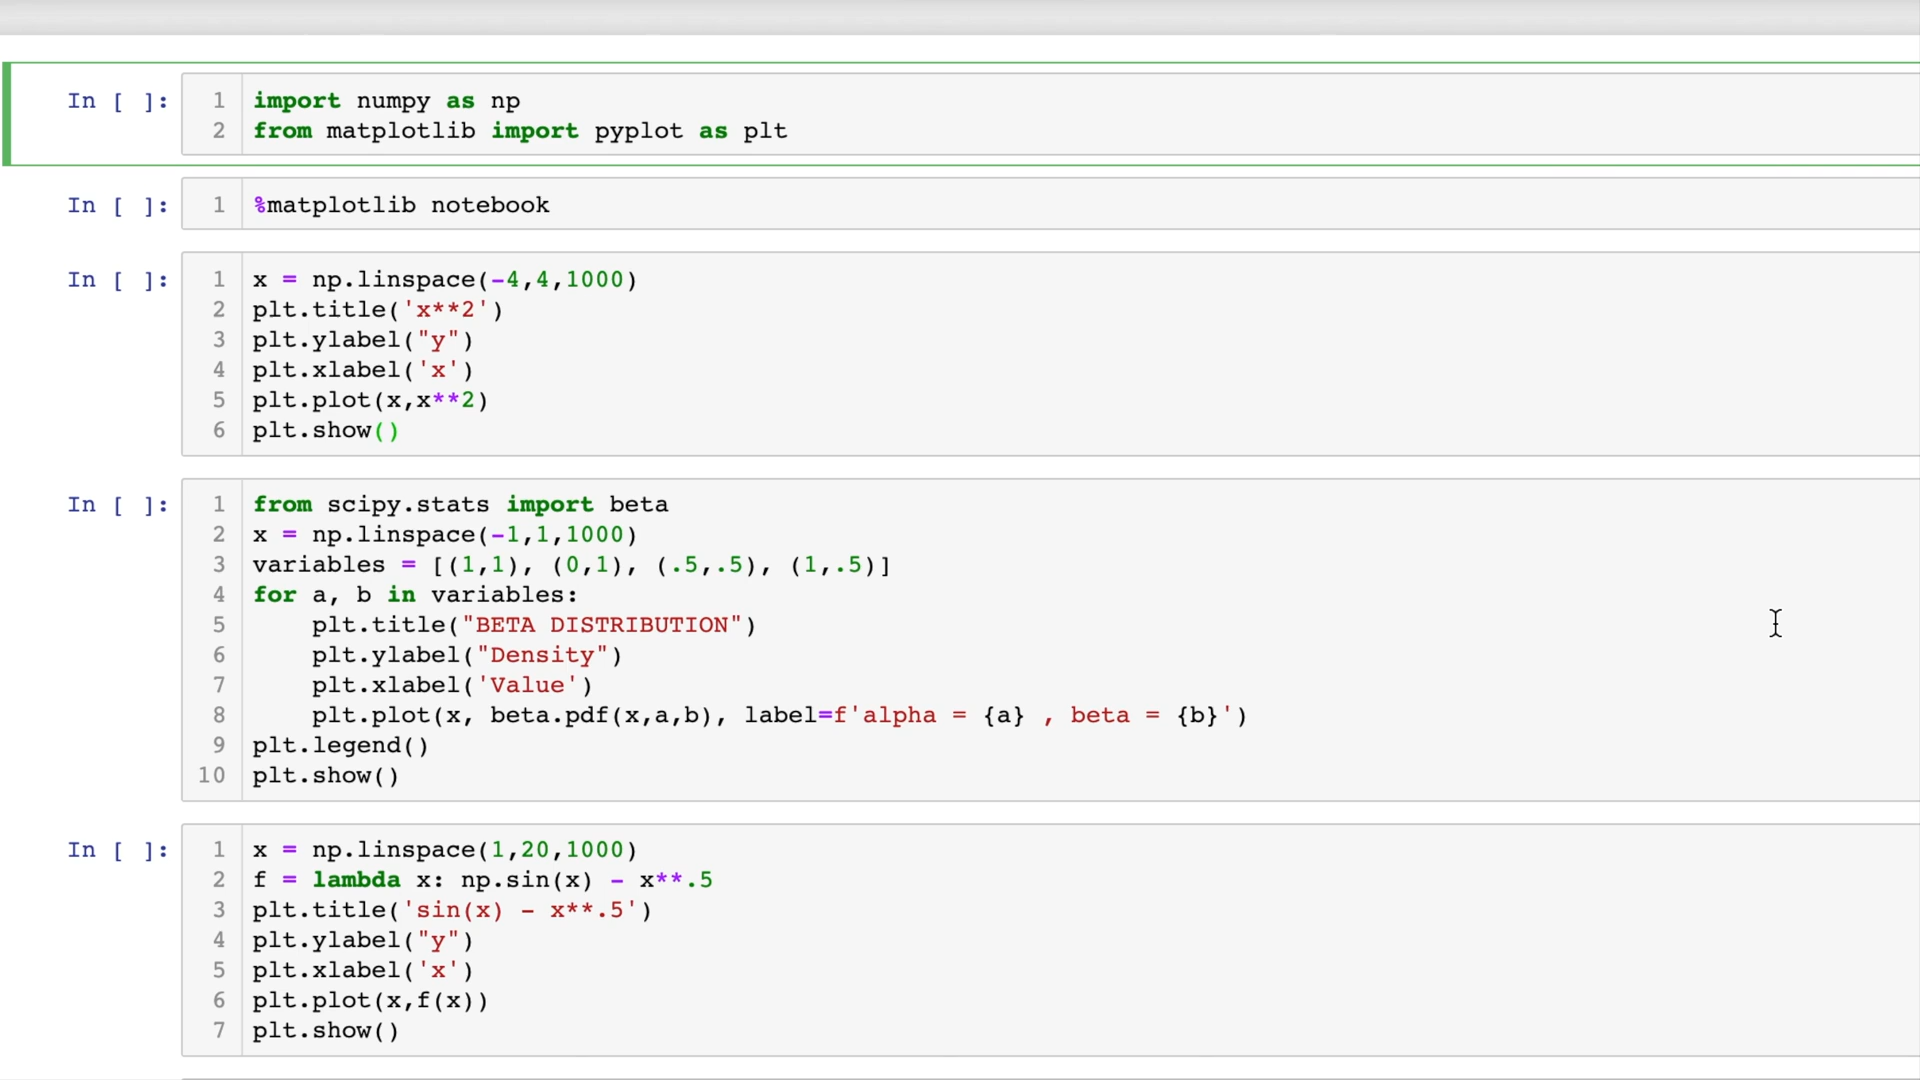 In [ ]: 1 import numpy as np
2 from matplotlib import pyplot as plt
In [ ]: 1 %matplotlib notebook
In [ ]: 1 x = np.linspace(-4,4,1000)
2 plt.title('x**2')
3 plt.ylabel("y")
4 plt.xlabel('x')
5 plt.plot(x,x**2)
6 plt.show()
In [ ]: 1 from scipy.stats import beta
2 x = np.linspace(-1,1,1000)
3 variables = [(1,1), (0,1), (.5,.5), (1,.5)]
4 for a, b in variables:
5     plt.title("BETA DISTRIBUTION")
6     plt.ylabel("Density")
7     plt.xlabel('Value')
8     plt.plot(x, beta.pdf(x,a,b), label=f'alpha = {a} , beta = {b}')
9 plt.legend()
10 plt.show()
In [ ]: 1 x = np.linspace(1,20,1000)
2 f = lambda x: np.sin(x) - x**.5
3 plt.title('sin(x) - x**.5')
4 plt.ylabel("y")
5 plt.xlabel('x')
6 plt.plot(x,f(x))
7 plt.show()